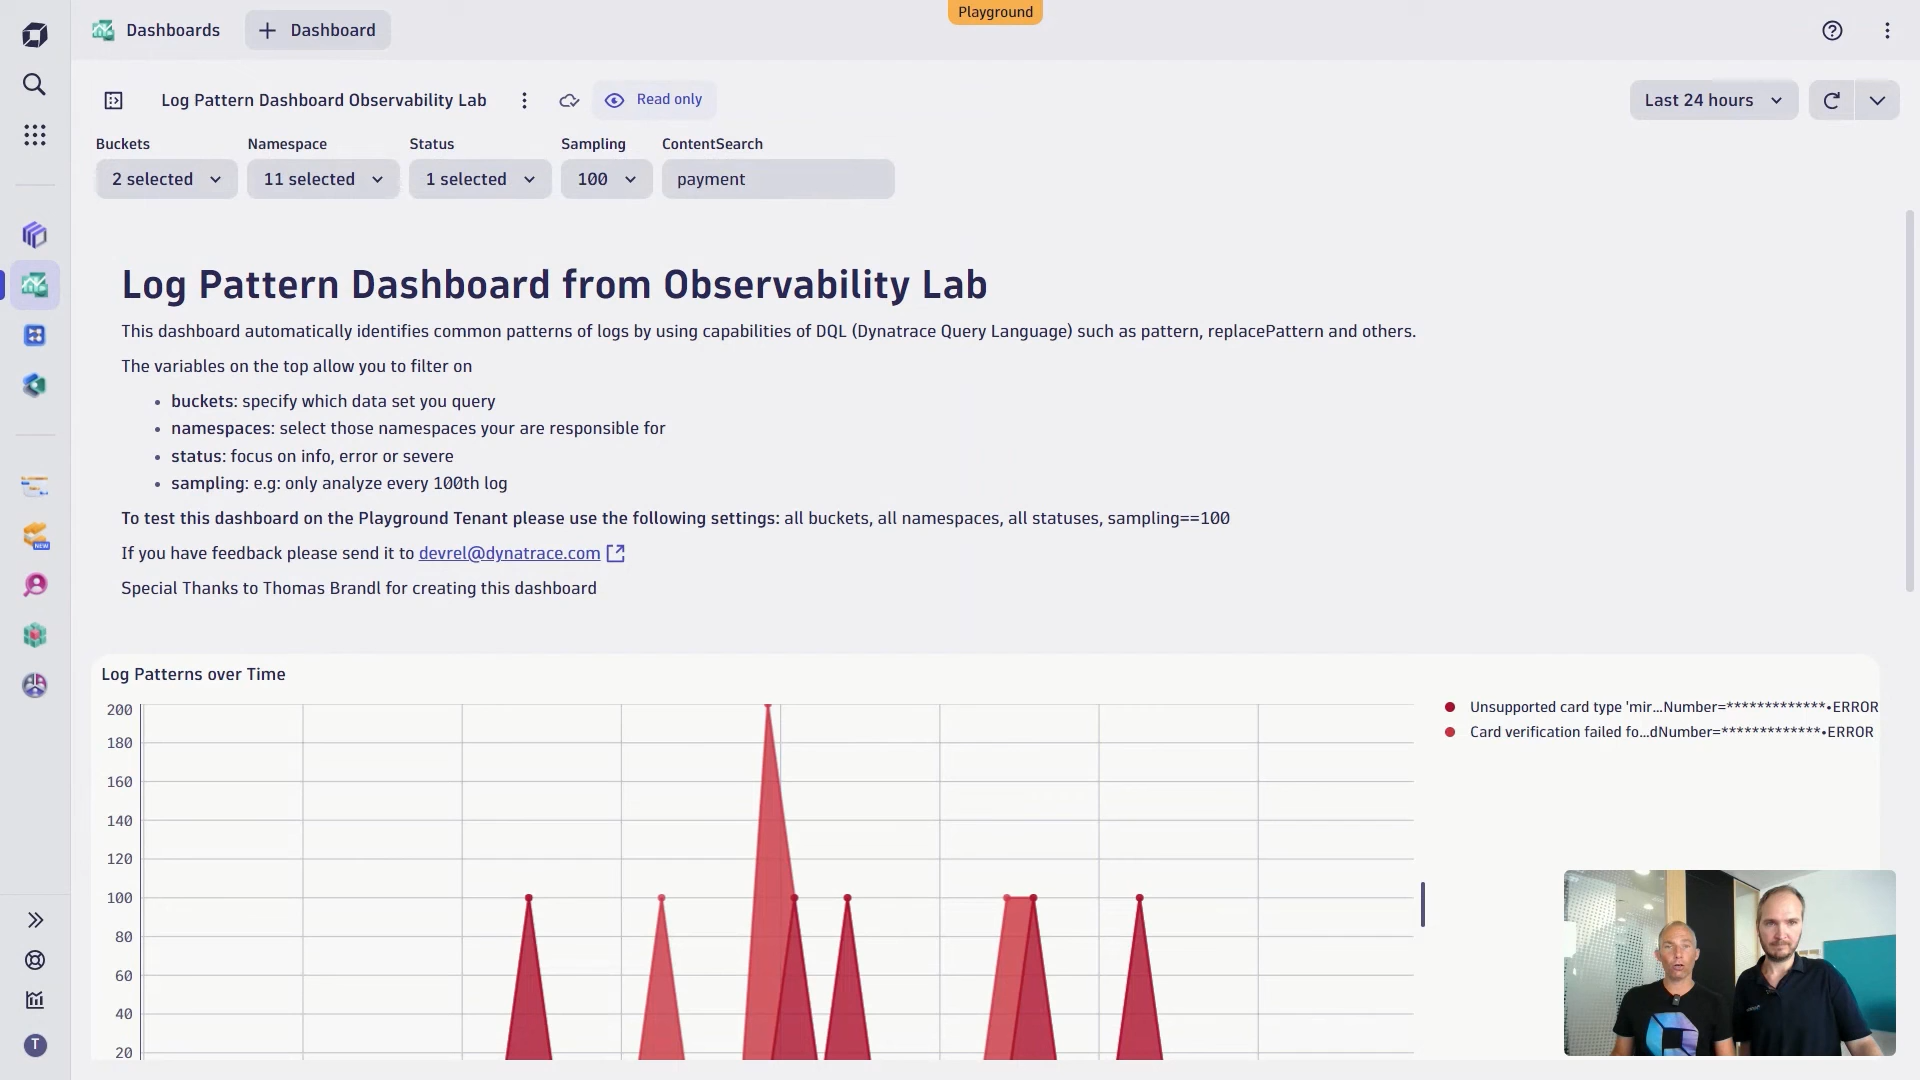 Playground
Dashboards
Dashboard
Log Pattern Dashboard Observability Lab
Read only
Last 24 hours
Buckets
Namespace
Status
Sampling
ContentSearch
2 selected
11 selected
1 selected
100
payment
Log Pattern Dashboard from Observability Lab
This dashboard automatically identifies common patterns of logs by using capabilities of DQL (Dynatrace Query Language) such as pattern, replacePattern and others.
The variables on the top allow you to filter on
• buckets: specify which data set you query
• namespaces: select those namespaces your are responsible for
• status: focus on info, error or severe
• sampling: e.g: only analyze every 100th log
To test this dashboard on the Playground Tenant please use the following settings: all buckets, all namespaces, all statuses, sampling==100
If you have feedback please send it to devrel@dynatrace.com
Special Thanks to Thomas Brandl for creating this dashboard
NEW
Log Patterns over Time
200
180
160
140
120
100
80
60
40
20
Unsupported card type 'mir...Number=*************•ERROR
Card verification failed fo...dNumber=*************•ERROR
T